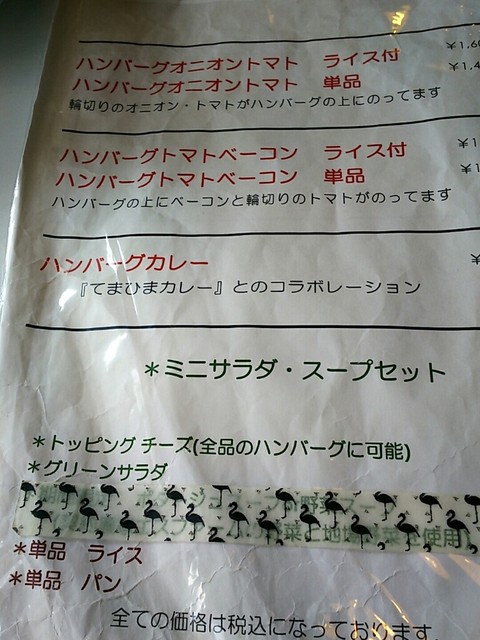 ハンバーグオニオントマト　ライス付　¥1,60
ハンバーグオニオントマト　単品　¥1,4
輪切りのオニオン・トマトがハンバーグの上にのってます
ハンバーグトマトベーコン　ライス付　¥1
ハンバーグトマトベーコン　単品　¥1
ハンバーグの上にベーコンと輪切りのトマトがのってます
ハンバーグカレー　¥
『てまひまカレー』とのコラボレーション
＊ミニサラダ・スープセット
＊トッピング チーズ(全品のハンバーグに可能)
＊グリーンサラダ
＊単品　ライス
＊単品　パン
全ての価格は税込になっております